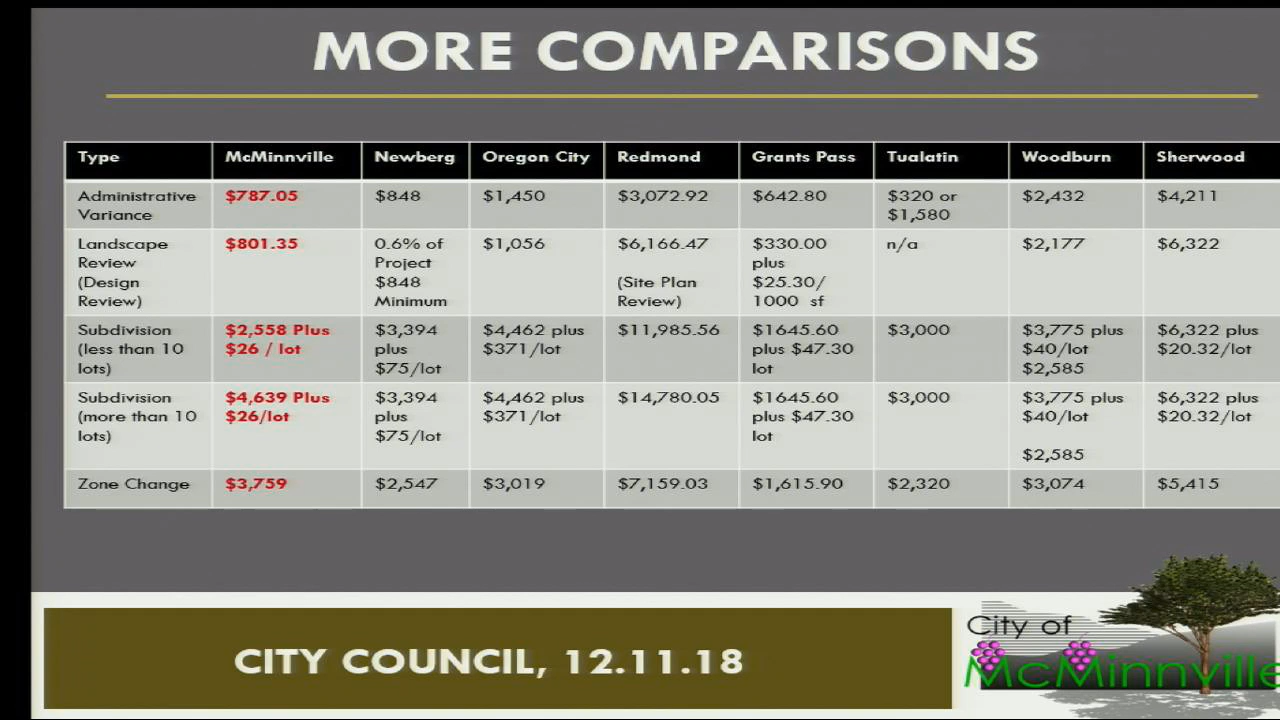 MORE COMPARISONS
Type McMinnville Newberg Oregon City Redmond Grants Pass Tualatin Woodburn Sherwood
Administrative $787.05 $848 $1,450 $3,072.92 $642.80 $320 or $2,432 $4,211
Variance $1,580
Landscape $801.35 0.6% of $1,056 $6,166.47 $330.00 n/a $2,177 $6,322
Review Project plus
(Design $848 (Site Plan $25.30/
Review) Minimum Review) 1000 sf
Subdivision $2,558 Plus $3,394 $4,462 plus $11,985.56 $1645.60 $3,000 $3,775 plus $6,322 plus
(less than 10 $26 / lot plus $371/lot plus $47.30 $40/lot $20.32/lot
lots) $75/lot lot $2,585
Subdivision $4,639 Plus $3,394 $4,462 plus $14,780.05 $1645.60 $3,000 $3,775 plus $6,322 plus
(more than 10 $26/lot plus $371/lot plus $47.30 $40/lot $20.32/lot
lots) $75/lot lot
$2,585
Zone Change $3,759 $2,547 $3,019 $7,159.03 $1,615.90 $2,320 $3,074 $5,415
CITY COUNCIL, 12.11.18
City of
McMinnville